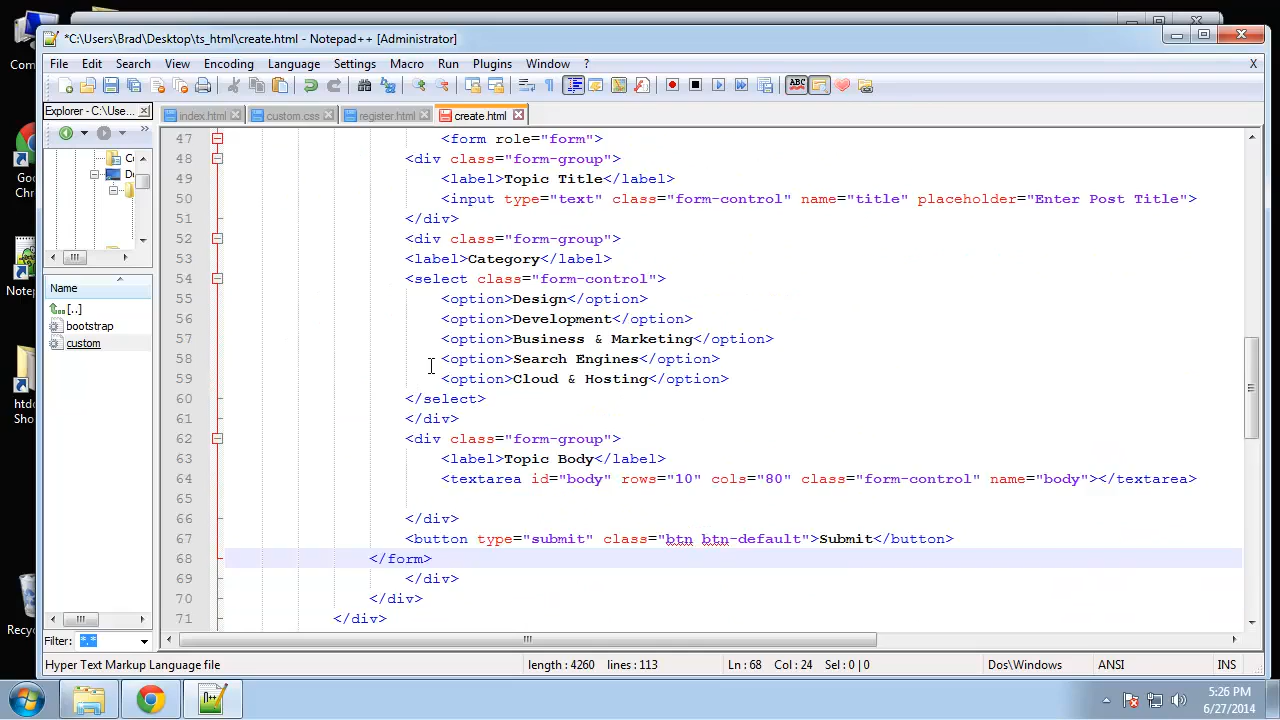 *C:\Users\Brad\Desktop\ts_html\create.html - Notepad++ [Administrator]
File Edit Search View Encoding Language Settings Macro Run Plugins Window ? X
Explorer - C:\Use...
index.html custom.css register.html create.html
47 <form role="form">
48 <div class="form-group">
49 <label>Topic Title</label>
50 <input type="text" class="form-control" name="title" placeholder="Enter Post Title">
51 </div>
52 <div class="form-group">
53 <label>Category</label>
54 <select class="form-control">
55 <option>Design</option>
56 <option>Development</option>
57 <option>Business & Marketing</option>
58 <option>Search Engines</option>
59 <option>Cloud & Hosting</option>
60 </select>
61 </div>
62 <div class="form-group">
63 <label>Topic Body</label>
64 <textarea id="body" rows="10" cols="80" class="form-control" name="body"></textarea>
65
66 </div>
67 <button type="submit" class="btn btn-default">Submit</button>
68 </form>
69 </div>
70 </div>
71 </div>
Name
[..]
bootstrap
custom
Filter: *.*
Hyper Text Markup Language file length : 4260 lines : 113 Ln : 68 Col : 24 Sel : 0 | 0 Dos\Windows ANSI INS
5:26 PM
6/27/2014